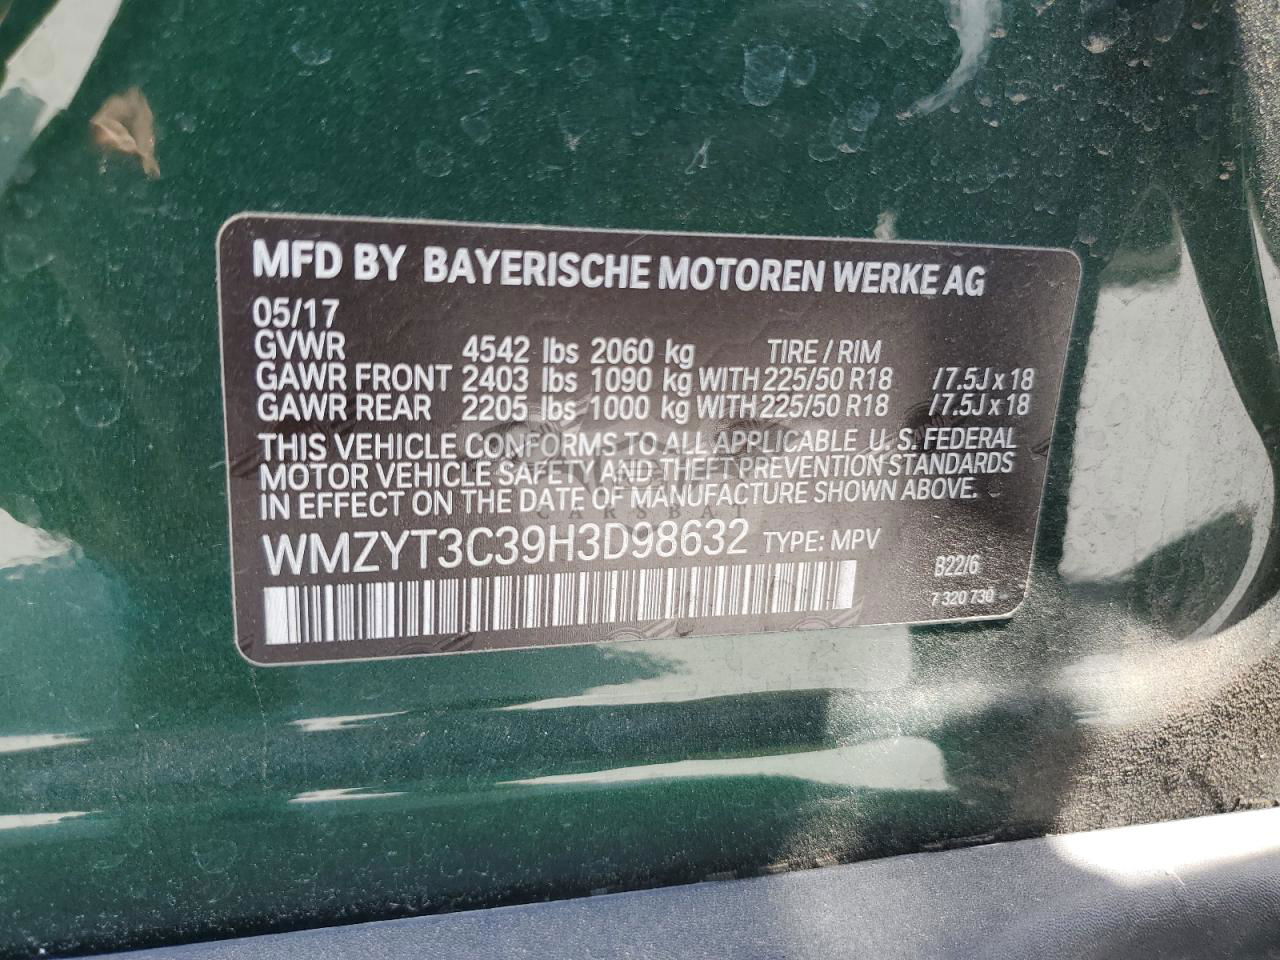 MFD BY BAYERISCHE MOTOREN WERKE AG
05/17
GVWR 4542 lbs 2060 kg TIRE / RIM
GAWR FRONT 2403 lbs 1090 kg WITH 225/50 R18 / 7.5J x 18
GAWR REAR 2205 lbs 1000 kg WITH 225/50 R18 / 7.5J x 18
THIS VEHICLE CONFORMS TO ALL APPLICABLE U. S. FEDERAL
MOTOR VEHICLE SAFETY AND THEFT PREVENTION STANDARDS
IN EFFECT ON THE DATE OF MANUFACTURE SHOWN ABOVE.
CARSBAT
WMZYT3C39H3D98632 TYPE: MPV
B22/6
7 320 730